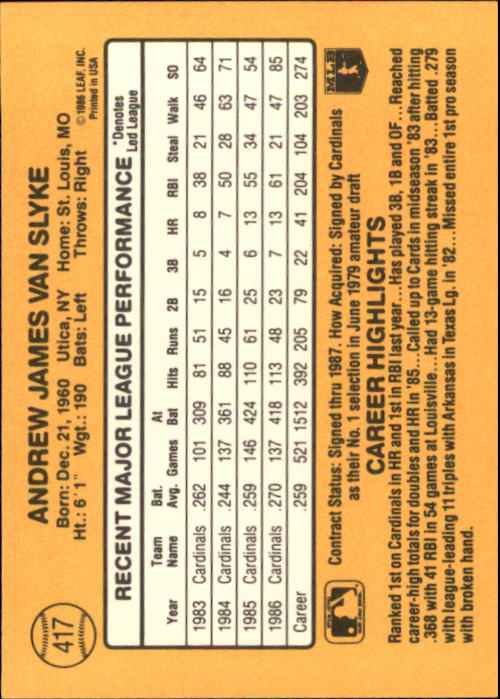 417
ANDREW JAMES VAN SLYKE
Born: Dec. 21, 1960 Utica, NY Home: St. Louis, MO
Ht.: 6'1" Wgt.: 190 Bats: Left Throws: Right
© 1986 LEAF, INC.
Printed in USA
RECENT MAJOR LEAGUE PERFORMANCE *Denotes Led League
Year Team Name Bat. Avg. Games At Bat Hits Runs 2B 3B HR RBI Steal Walk SO
1983 Cardinals .262 101 309 81 51 15 5 8 38 21 46 64
1984 Cardinals .244 137 361 88 45 16 4 7 50 28 63 71
1985 Cardinals .259 146 424 110 61 25 6 13 55 34 47 54
1986 Cardinals .270 137 418 113 48 23 7 13 61 21 47 85
Career .259 521 1512 392 205 79 22 41 204 104 203 274
Contract Status: Signed thru 1987. How Acquired: Signed by Cardinals
as their No. 1 selection in June 1979 amateur draft
MLB
CAREER HIGHLIGHTS
Ranked 1st on Cardinals in HR and 1st in RBI last year...Has played 3B, 1B and OF...Reached
career-high totals for doubles and HR in '85...Called up to Cards in midseason '83 after hitting
.368 with 41 RBI in 54 games at Louisville...Had 13-game hitting streak in '83...Batted .279
with league-leading 11 triples with Arkansas in Texas Lg. in '82...Missed entire 1st pro season
with broken hand.